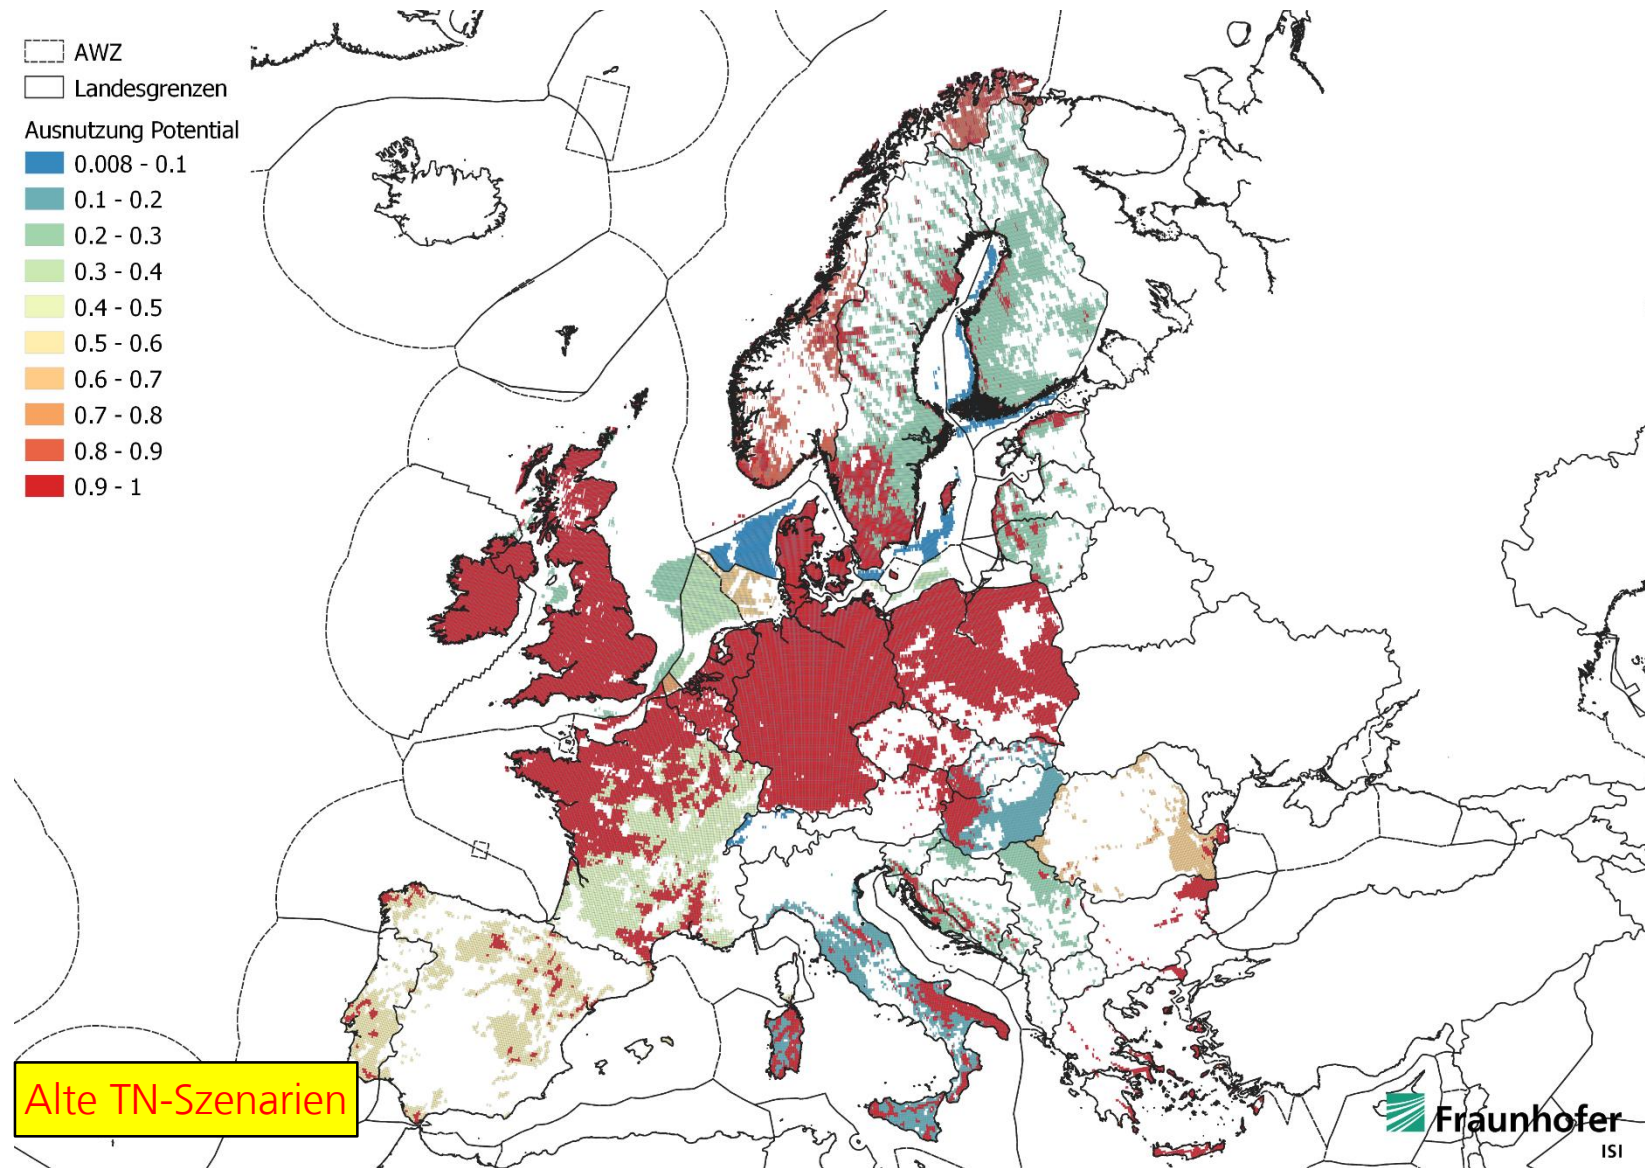 AWZ
Landesgrenzen
Ausnutzung Potential
0.008 - 0.1
0.1 - 0.2
0.2 - 0.3
0.3 - 0.4
0.4 - 0.5
0.5 - 0.6
0.6 - 0.7
0.7 - 0.8
0.8 - 0.9
0.9 - 1
Alte TN-Szenarien
Fraunhofer
ISI